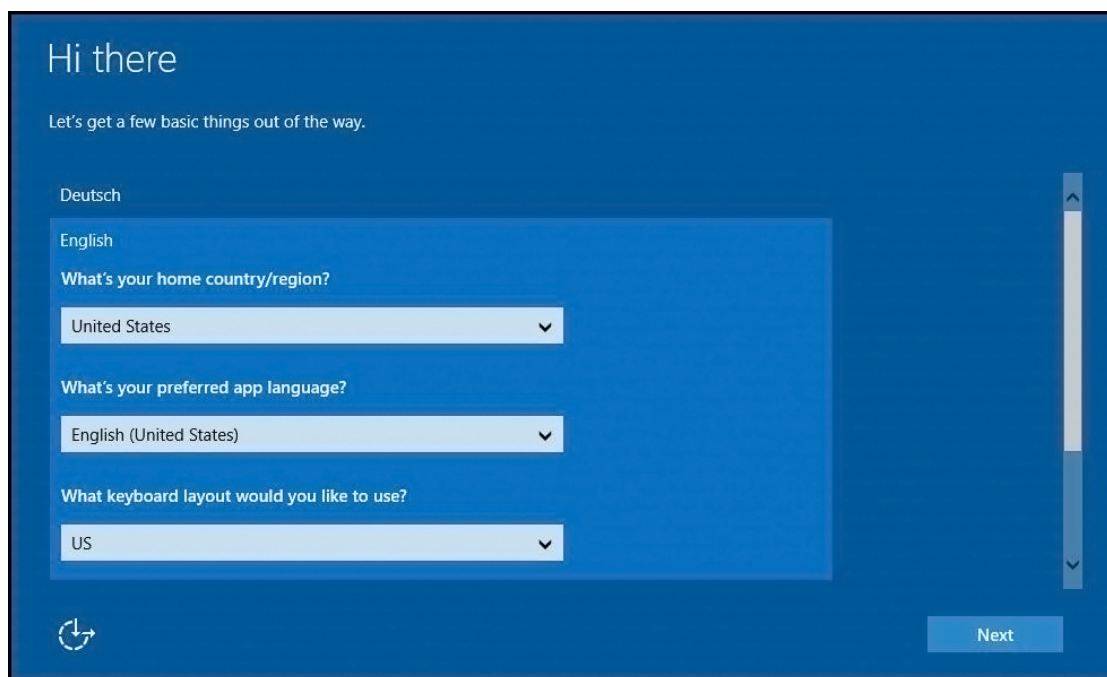 Hi there
Let's get a few basic things out of the way.
Deutsch
English
What's your home country/region?
United States
What's your preferred app language?
English (United States)
What keyboard layout would you like to use?
US
Next